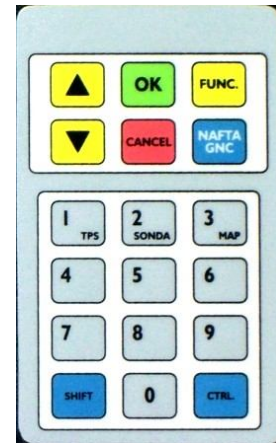 OK FUNC.
CANCEL NAFTA
GNC
1 2 3
TPS SONDA MAP
4 5 6
7 8 9
SHIFT 0 CTRL.